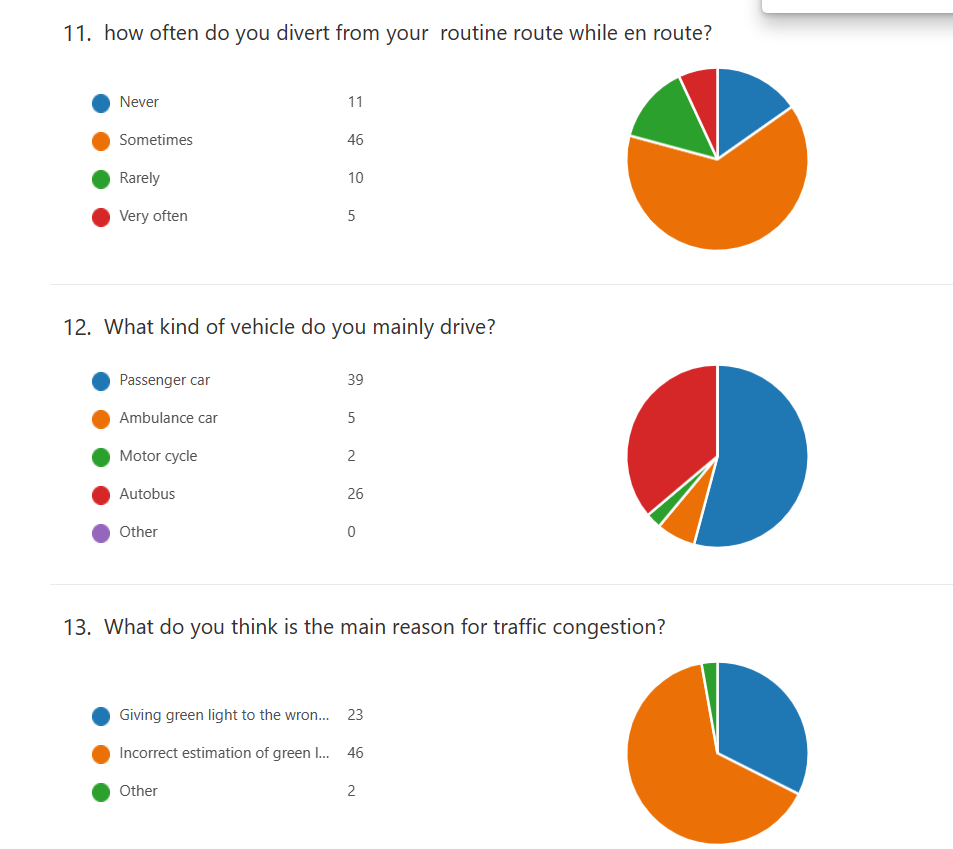 11. how often do you divert from your routine route while en route?
Never 11
Sometimes 46
Rarely 10
Very often 5
12. What kind of vehicle do you mainly drive?
Passenger car 39
Ambulance car 5
Motor cycle 2
Autobus 26
Other 0
13. What do you think is the main reason for traffic congestion?
Giving green light to the wron... 23
Incorrect estimation of green l... 46
Other 2